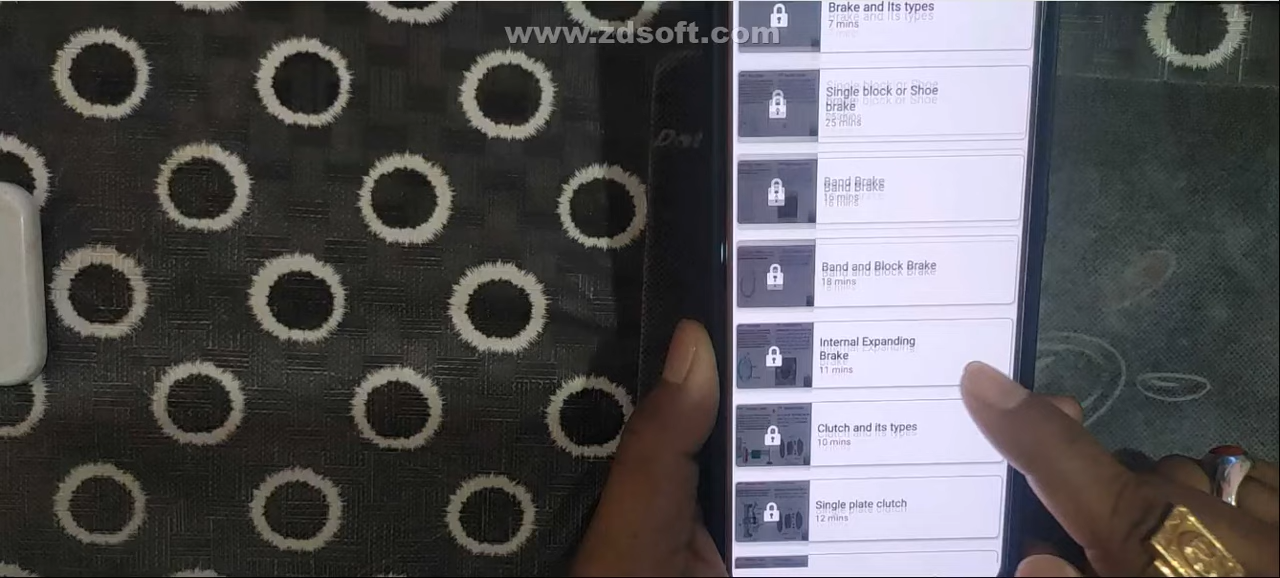 www.zdsoft.com
Brake and Its types
7 mins
Single block or Shoe
brake
25 mins
Band Brake
16 mins
Band and Block Brake
18 mins
Internal Expanding
Brake
11 mins
Clutch and its types
10 mins
Single plate clutch
12 mins